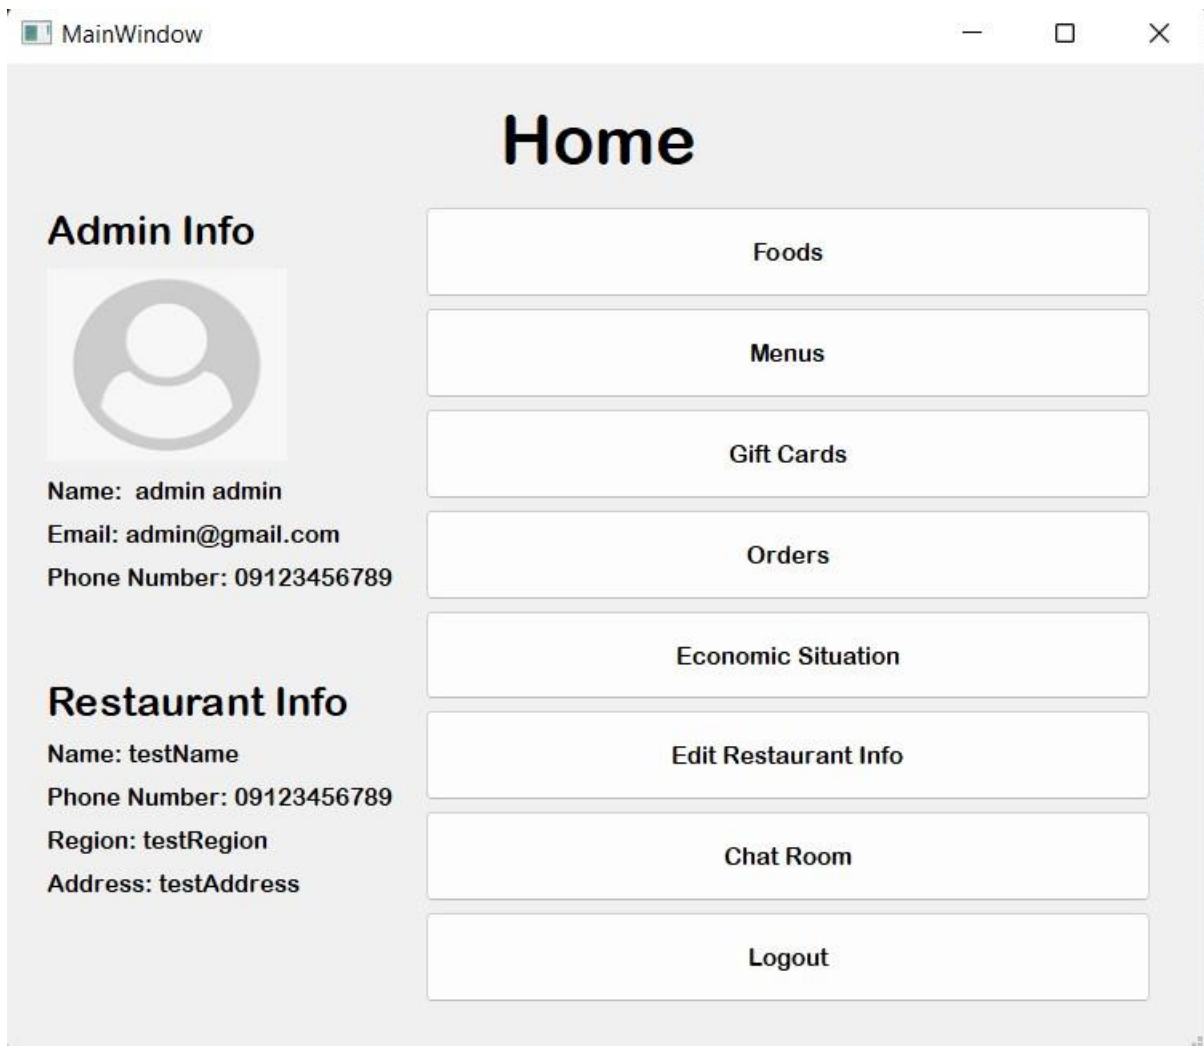 MainWindow
Home
Admin Info
Name:  admin admin
Email: admin@gmail.com
Phone Number: 09123456789
Restaurant Info
Name: testName
Phone Number: 09123456789
Region: testRegion
Address: testAddress
Foods
Menus
Gift Cards
Orders
Economic Situation
Edit Restaurant Info
Chat Room
Logout